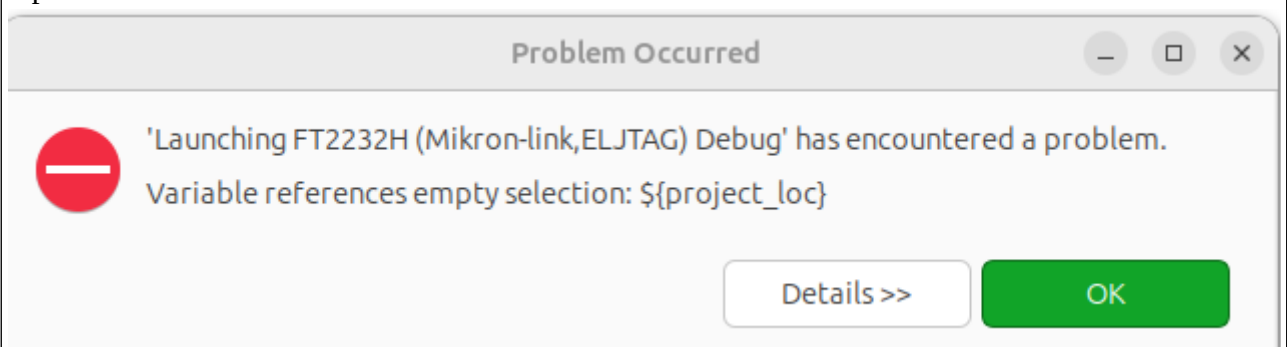 Problem Occurred
'Launching FT2232H (Mikron-link,ELJTAG) Debug' has encountered a problem.
Variable references empty selection: ${project_loc}
Details >>
OK